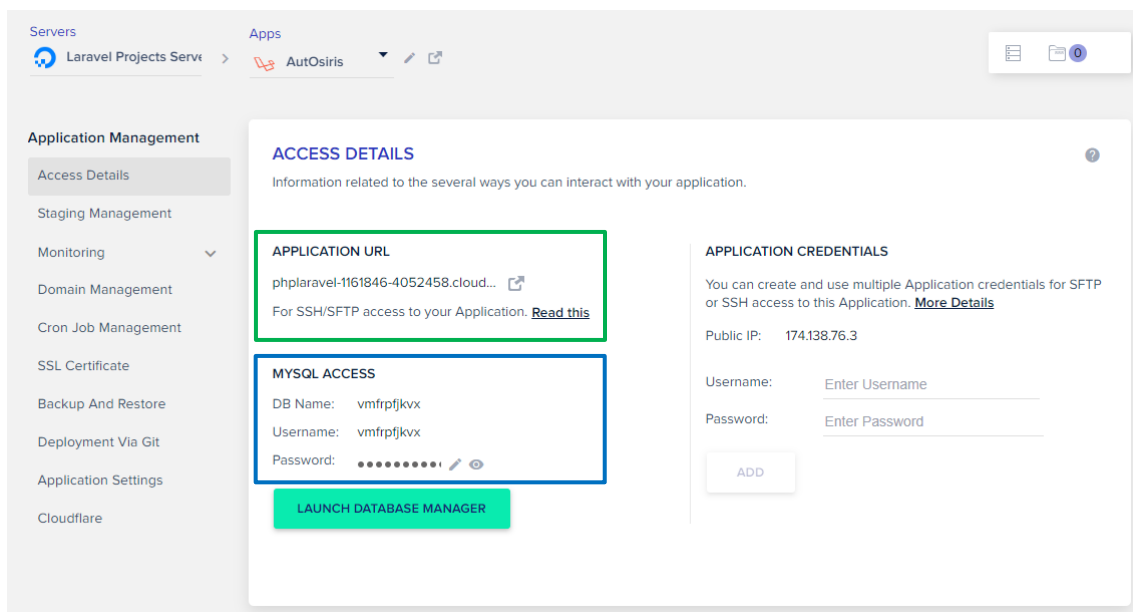 Servers
Laravel Projects Serve
Apps
AutOsiris
0
Application Management
Access Details
Staging Management
Monitoring
Domain Management
Cron Job Management
SSL Certificate
Backup And Restore
Deployment Via Git
Application Settings
Cloudflare
ACCESS DETAILS
?
Information related to the several ways you can interact with your application.
APPLICATION URL
phplaravel-1161846-4052458.cloud...
For SSH/SFTP access to your Application. Read this
MYSQL ACCESS
DB Name: vmfrpfjkvx
Username: vmfrpfjkvx
Password: ••••••••••
LAUNCH DATABASE MANAGER
APPLICATION CREDENTIALS
You can create and use multiple Application credentials for SFTP
or SSH access to this Application. More Details
Public IP: 174.138.76.3
Username: Enter Username
Password: Enter Password
ADD